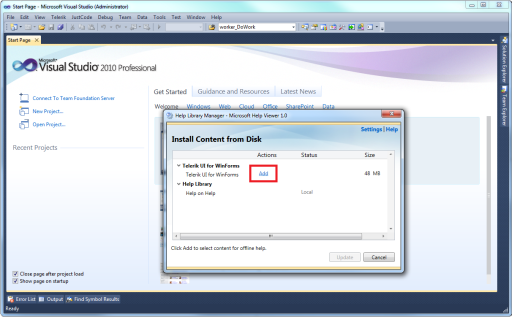 Start Page - Microsoft Visual Studio (Administrator)
File Edit View Telerik JustCode Debug Team Data Tools Test Window Help
worker_DoWork
Start Page
Solution Explorer
Team Explorer
Microsoft
Visual Studio 2010 Professional
Connect To Team Foundation Server
New Project...
Open Project...
Recent Projects
Get Started Guidance and Resources Latest News
Welcome Windows Web Cloud Office SharePoint Data
Help Library Manager - Microsoft Help Viewer 1.0
Settings | Help
Install Content from Disk
Actions Status Size
Telerik UI for WinForms
Telerik UI for WinForms Add 48 MB
Help Library
Help on Help Local
Click Add to select content for offline help.
Update Cancel
Close page after project load
Show page on startup
Error List Output Find Symbol Results
Ready